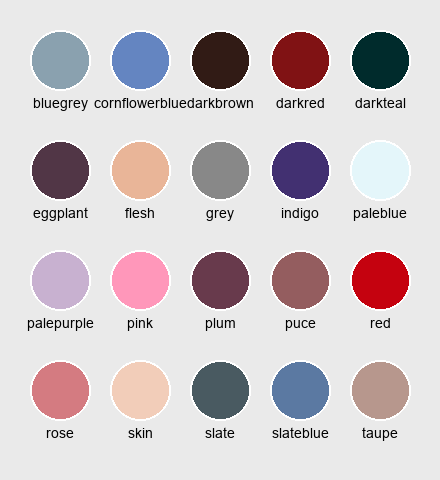 bluegrey cornflowerblue darkbrown darkred darkteal
eggplant flesh grey indigo paleblue
palepurple pink plum puce red
rose skin slate slateblue taupe